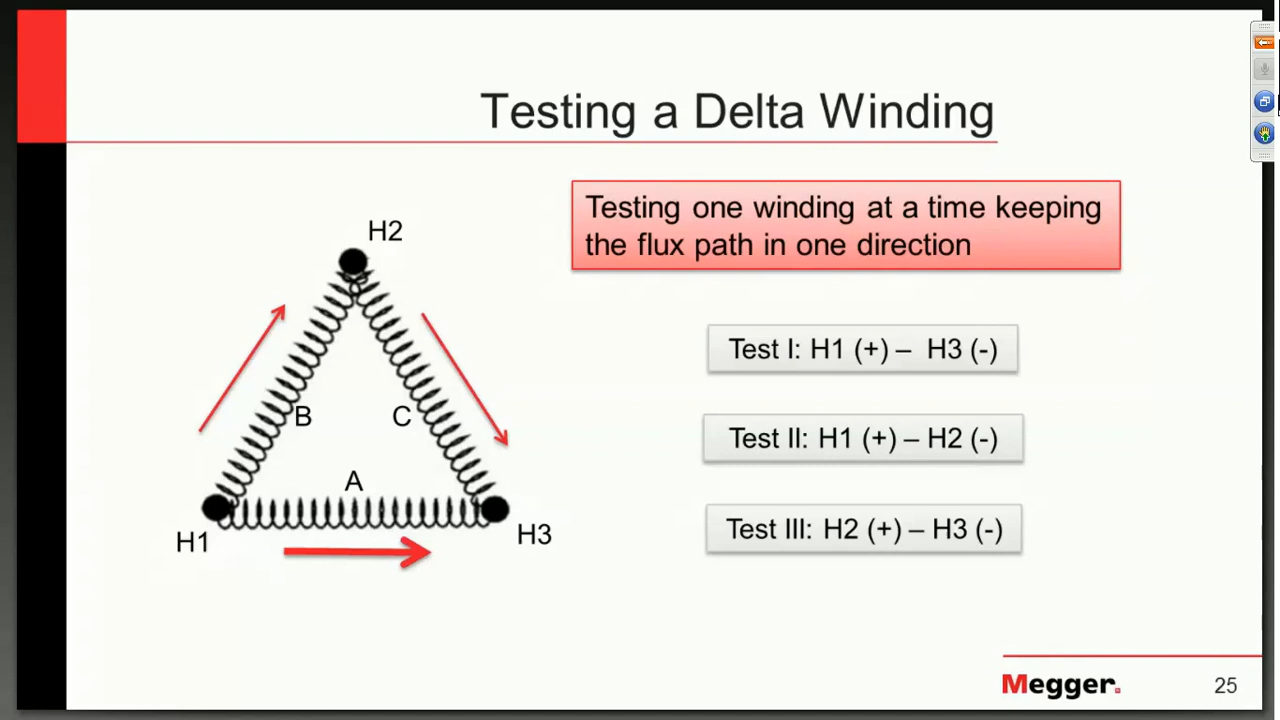 Testing a Delta Winding
Testing one winding at a time keeping
the flux path in one direction
H2
B
C
A
H1
H3
Test I: H1 (+) – H3 (-)
Test II: H1 (+) – H2 (-)
Test III: H2 (+) – H3 (-)
Megger.
25